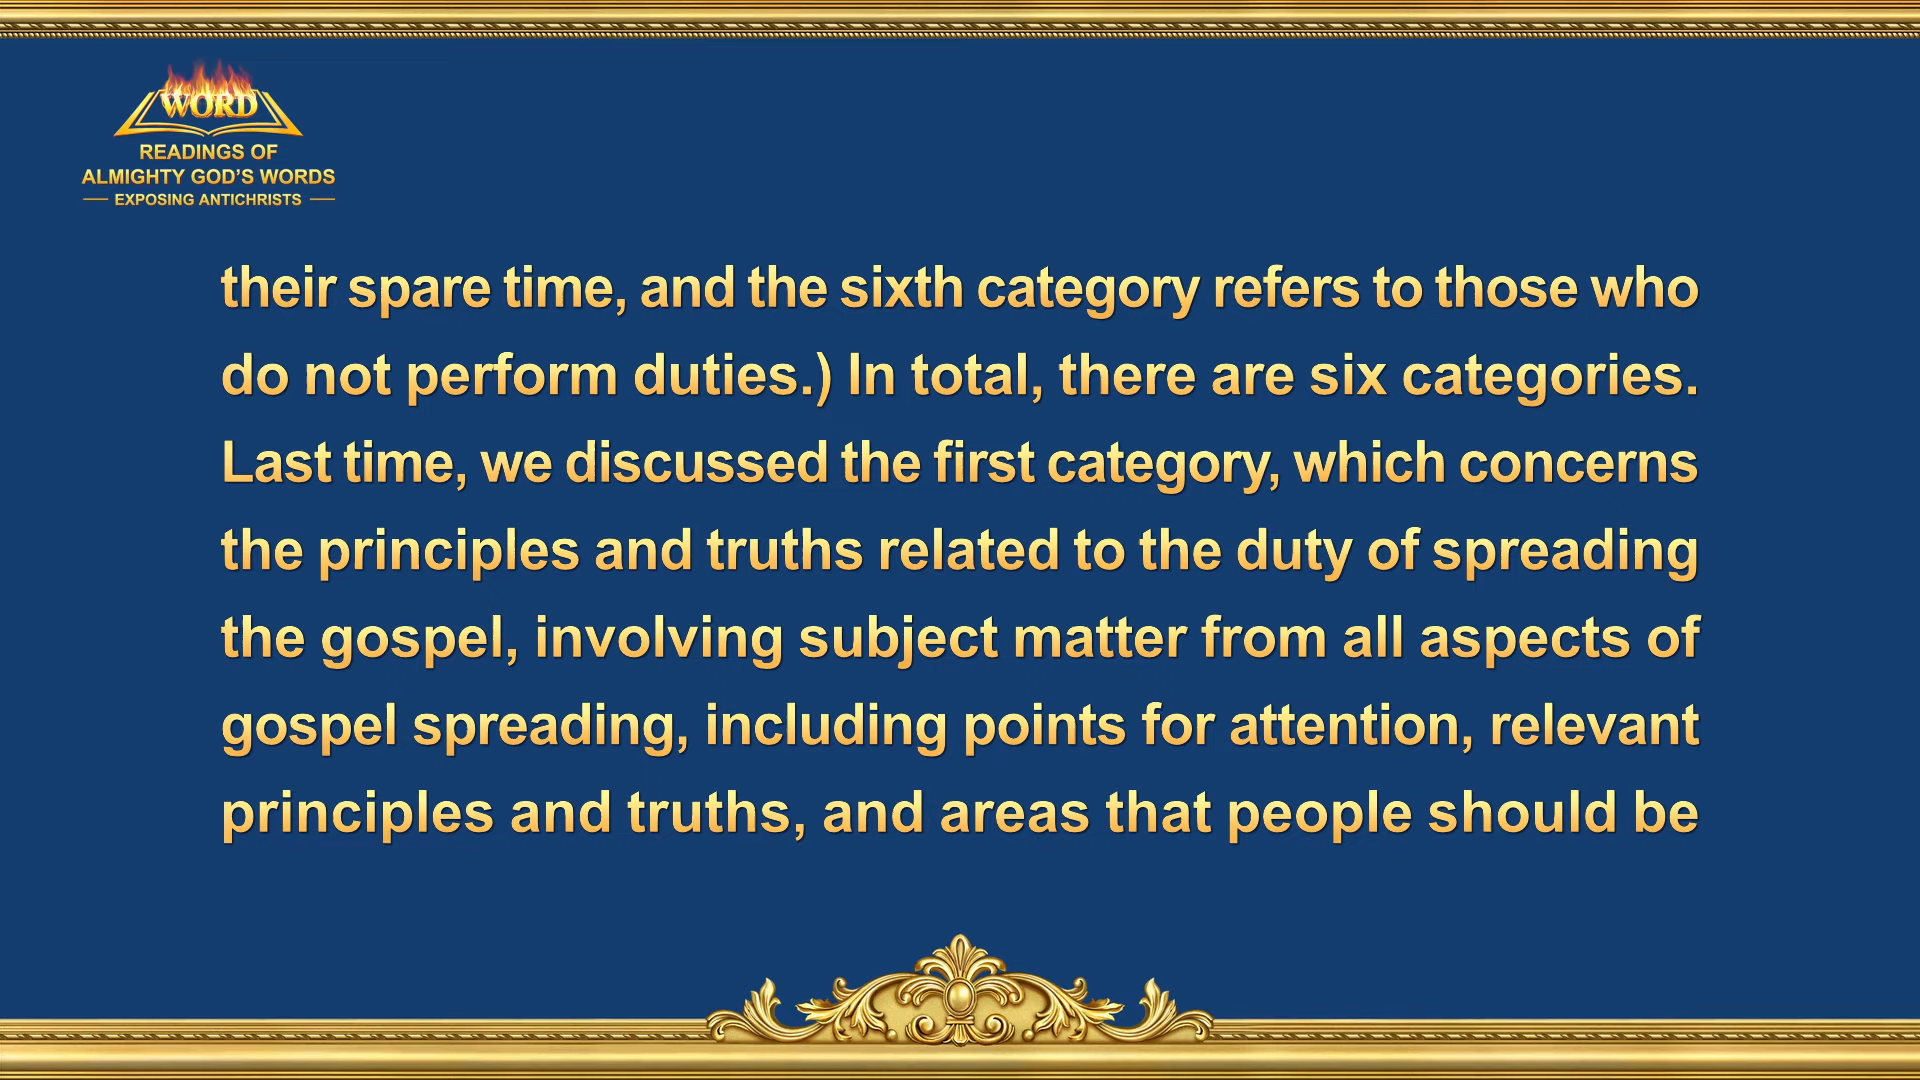 WORD
READINGS OF
ALMIGHTY GOD'S WORDS
EXPOSING ANTICHRISTS
their spare time, and the sixth category refers to those who
do not perform duties.) In total, there are six categories.
Last time, we discussed the first category, which concerns
the principles and truths related to the duty of spreading
the gospel, involving subject matter from all aspects of
gospel spreading, including points for attention, relevant
principles and truths, and areas that people should be